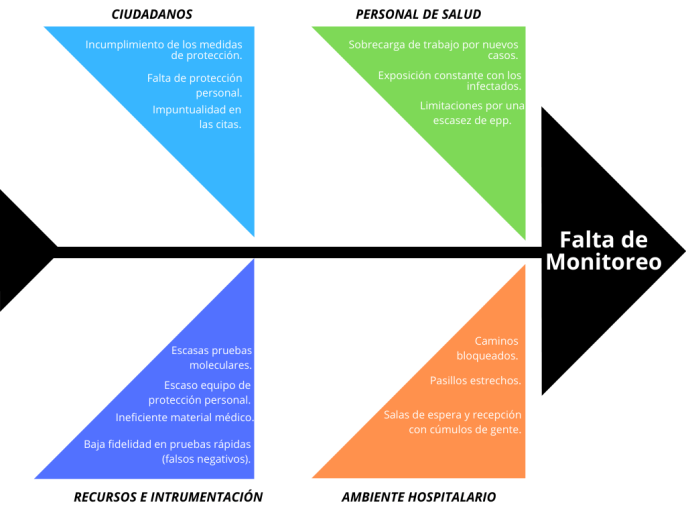 CIUDADANOS
Incumplimiento de los medidas
de protección.
Falta de protección
personal.
Impuntualidad en
las citas.
PERSONAL DE SALUD
Sobrecarga de trabajo por nuevos
casos.
Exposición constante con los
infectados.
Limitaciones por una
escasez de epp.
Falta de
Monitoreo
Escasas pruebas
moleculares.
Escaso equipo de
protección personal.
Ineficiente material médico.
Baja fidelidad en pruebas rápidas
(falsos negativos).
RECURSOS E INTRUMENTACIÓN
Caminos
bloqueados.
Pasillos estrechos.
Salas de espera y recepción
con cúmulos de gente.
AMBIENTE HOSPITALARIO